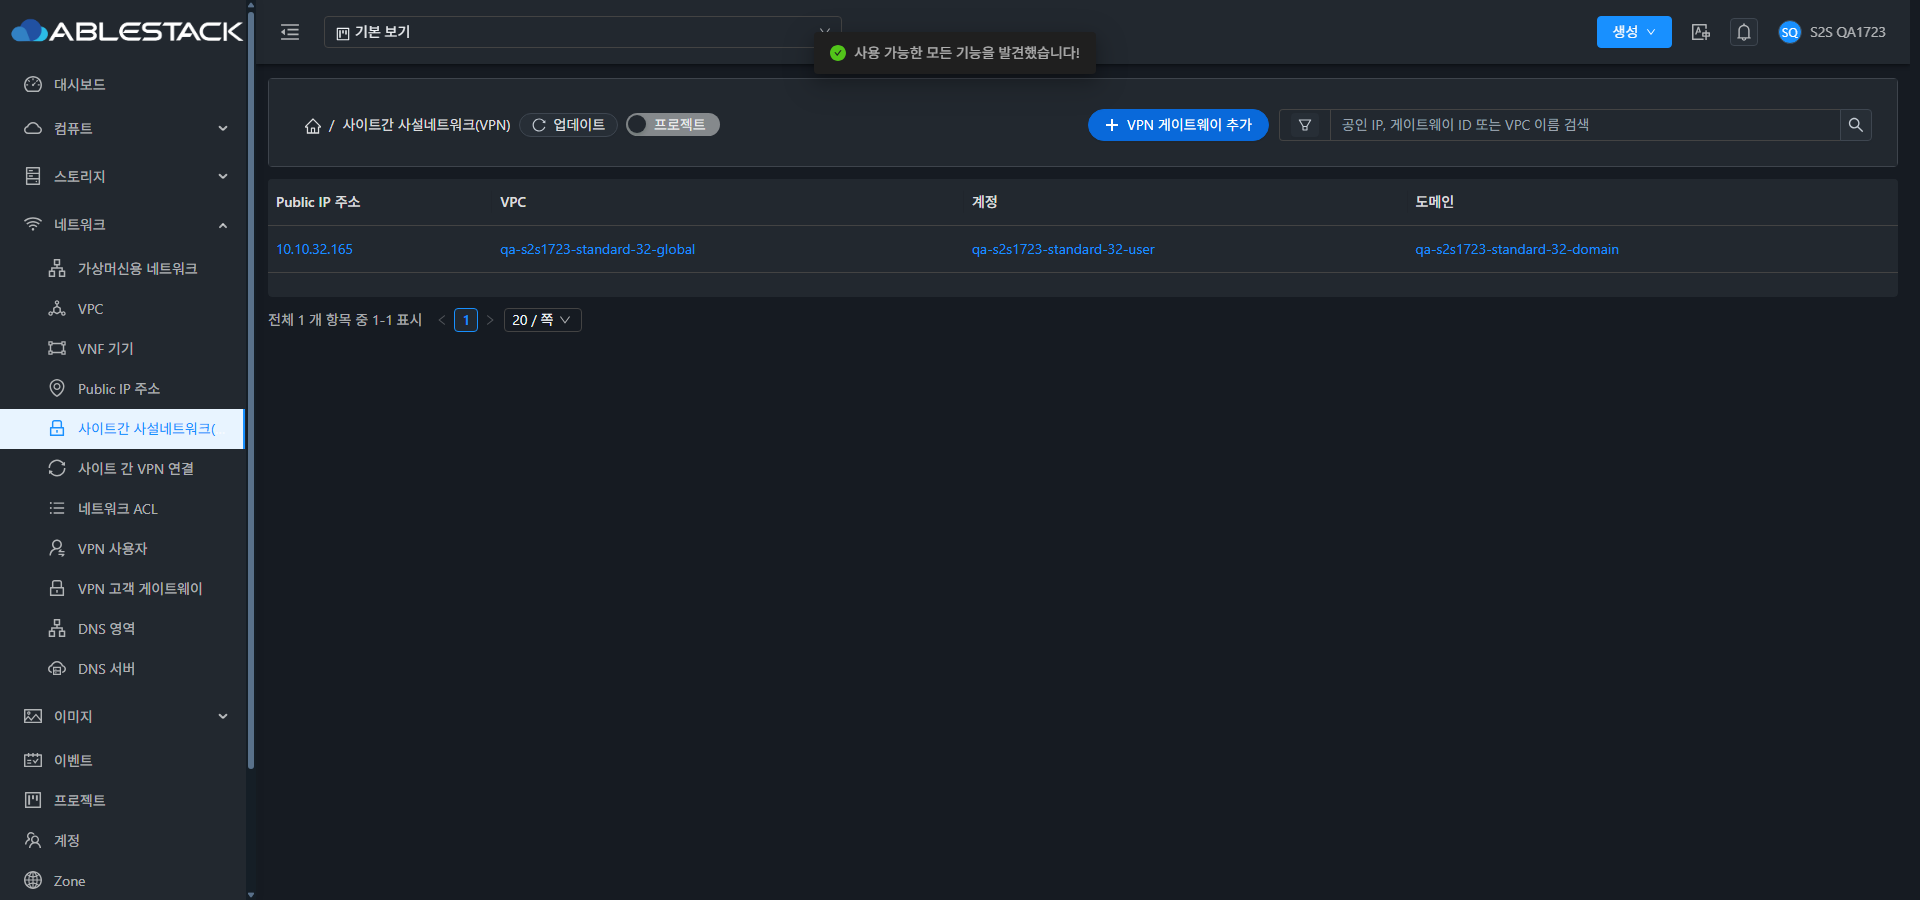 ABLESTACK
기본 보기
생성
SQ
S2S QA1723
사용 가능한 모든 기능을 발견했습니다!
대시보드
컴퓨트
스토리지
네트워크
가상머신용 네트워크
VPC
VNF 기기
Public IP 주소
사이트간 사설네트워크(
사이트 간 VPN 연결
네트워크 ACL
VPN 사용자
VPN 고객 게이트웨이
DNS 영역
DNS 서버
이미지
이벤트
프로젝트
계정
Zone
/ 사이트간 사설네트워크(VPN)
업데이트
프로젝트
+ VPN 게이트웨이 추가
공인 IP, 게이트웨이 ID 또는 VPC 이름 검색
Public IP 주소 VPC 계정 도메인
10.10.32.165 qa-s2s1723-standard-32-global qa-s2s1723-standard-32-user qa-s2s1723-standard-32-domain
전체 1 개 항목 중 1-1 표시 < 1 > 20 / 쪽